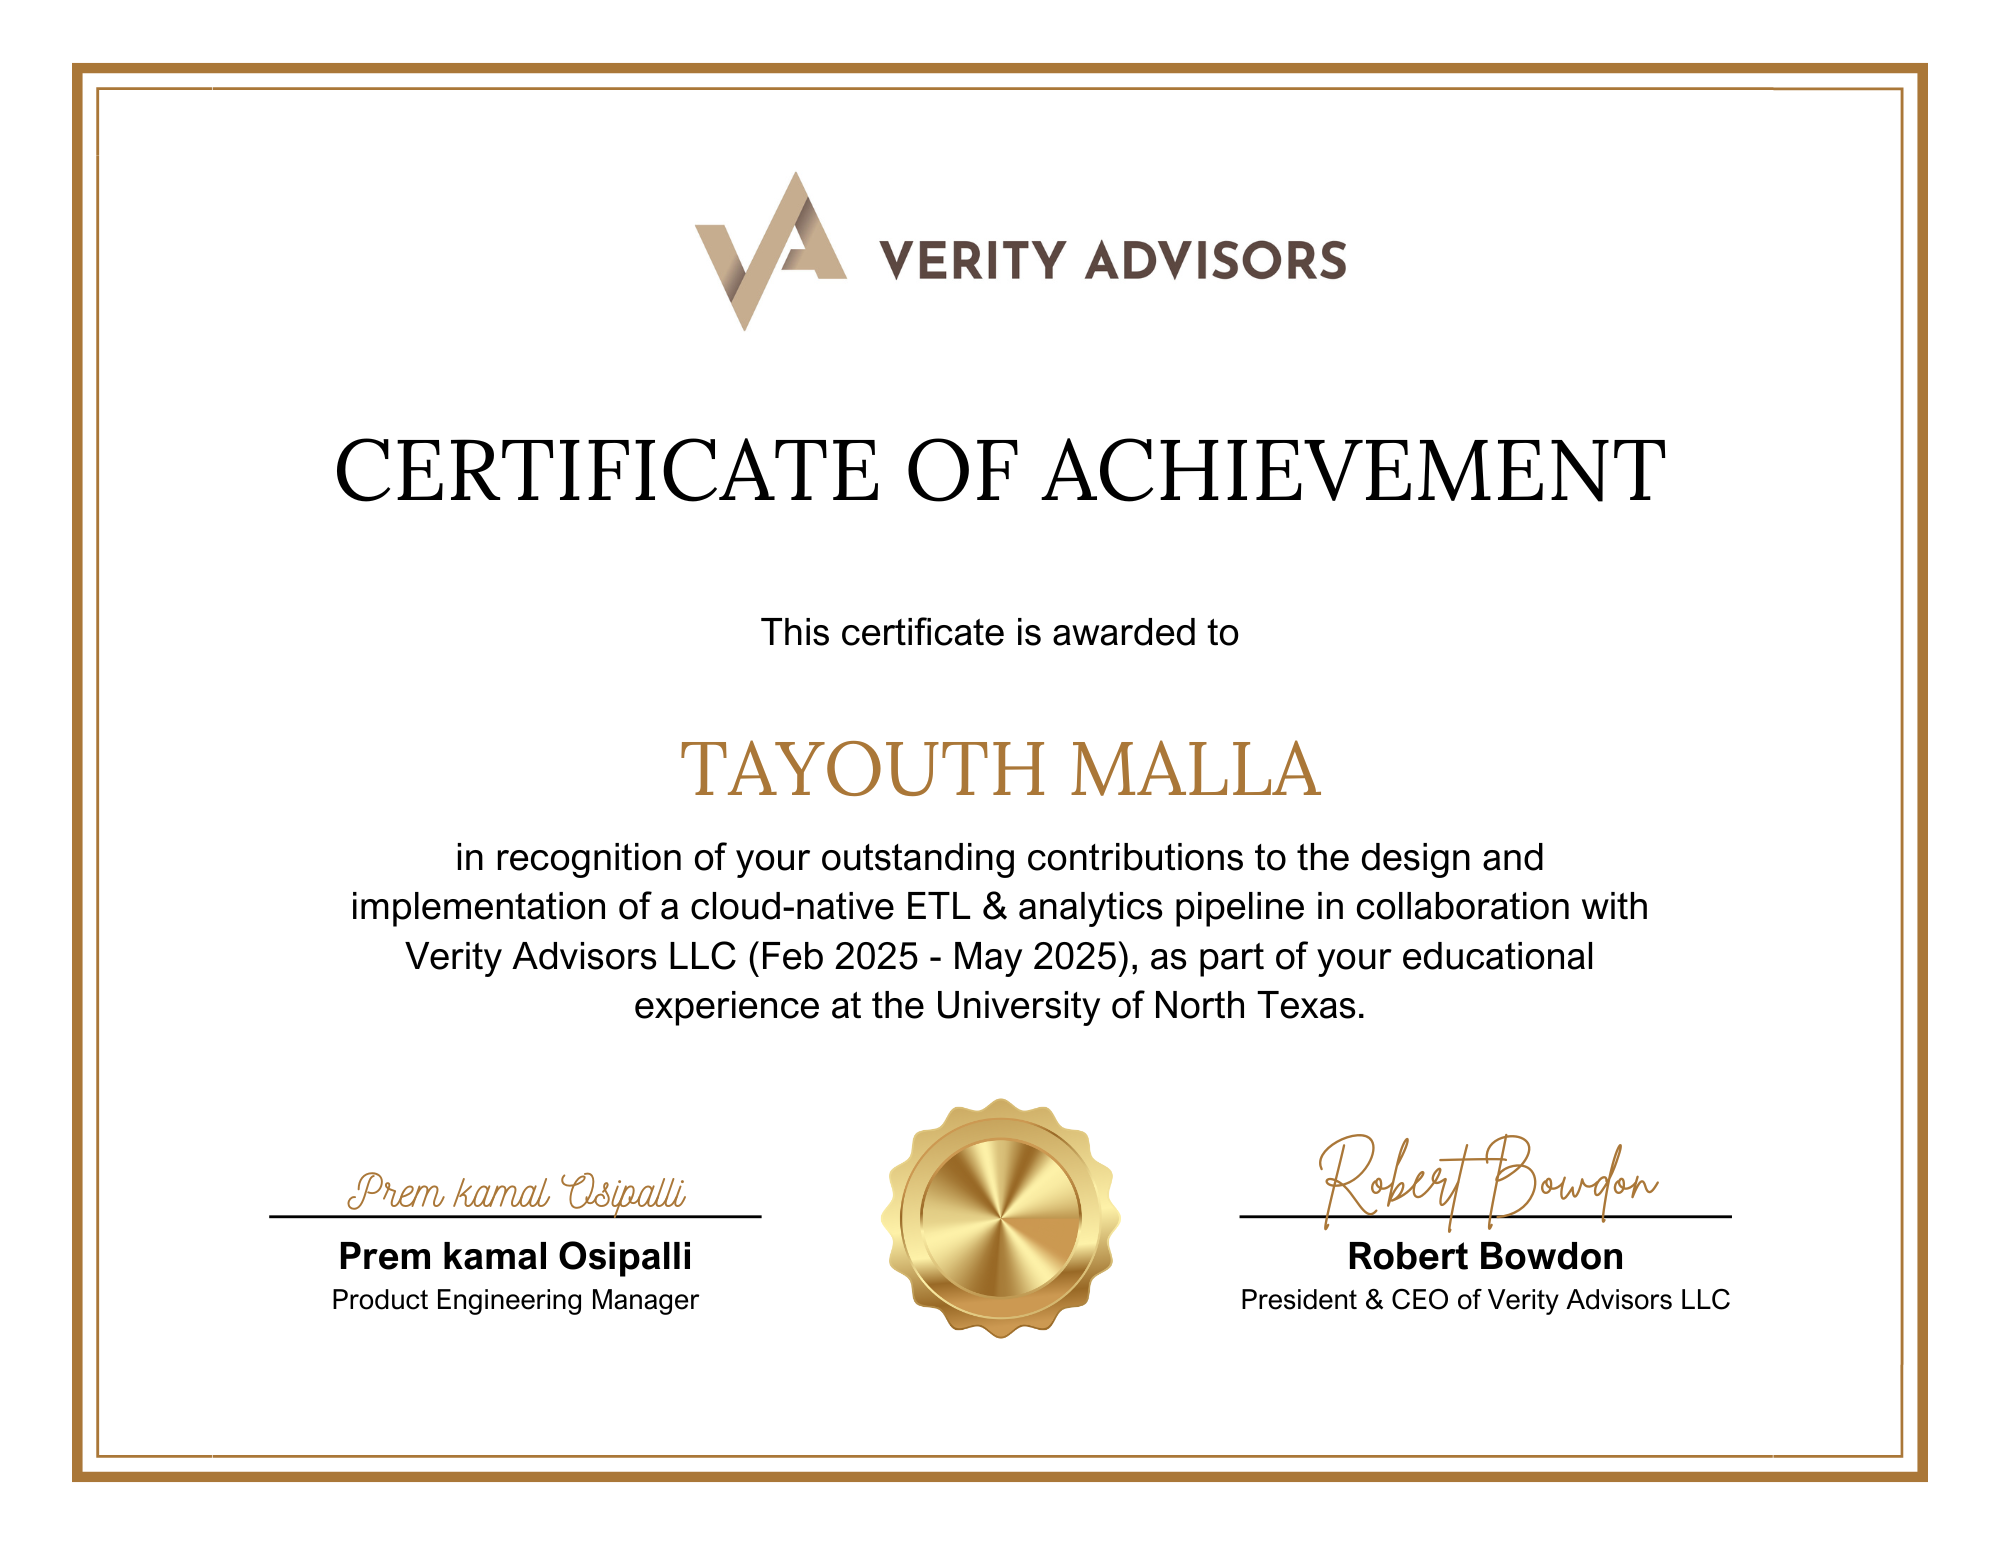 VERITY ADVISORS
CERTIFICATE OF ACHIEVEMENT
This certificate is awarded to
TAYOUTH MALLA
in recognition of your outstanding contributions to the design and
implementation of a cloud-native ETL & analytics pipeline in collaboration with
Verity Advisors LLC (Feb 2025 - May 2025), as part of your educational
experience at the University of North Texas.
Prem kamal Osipalli
Prem kamal Osipalli
Product Engineering Manager
Robert Bowdon
Robert Bowdon
President & CEO of Verity Advisors LLC